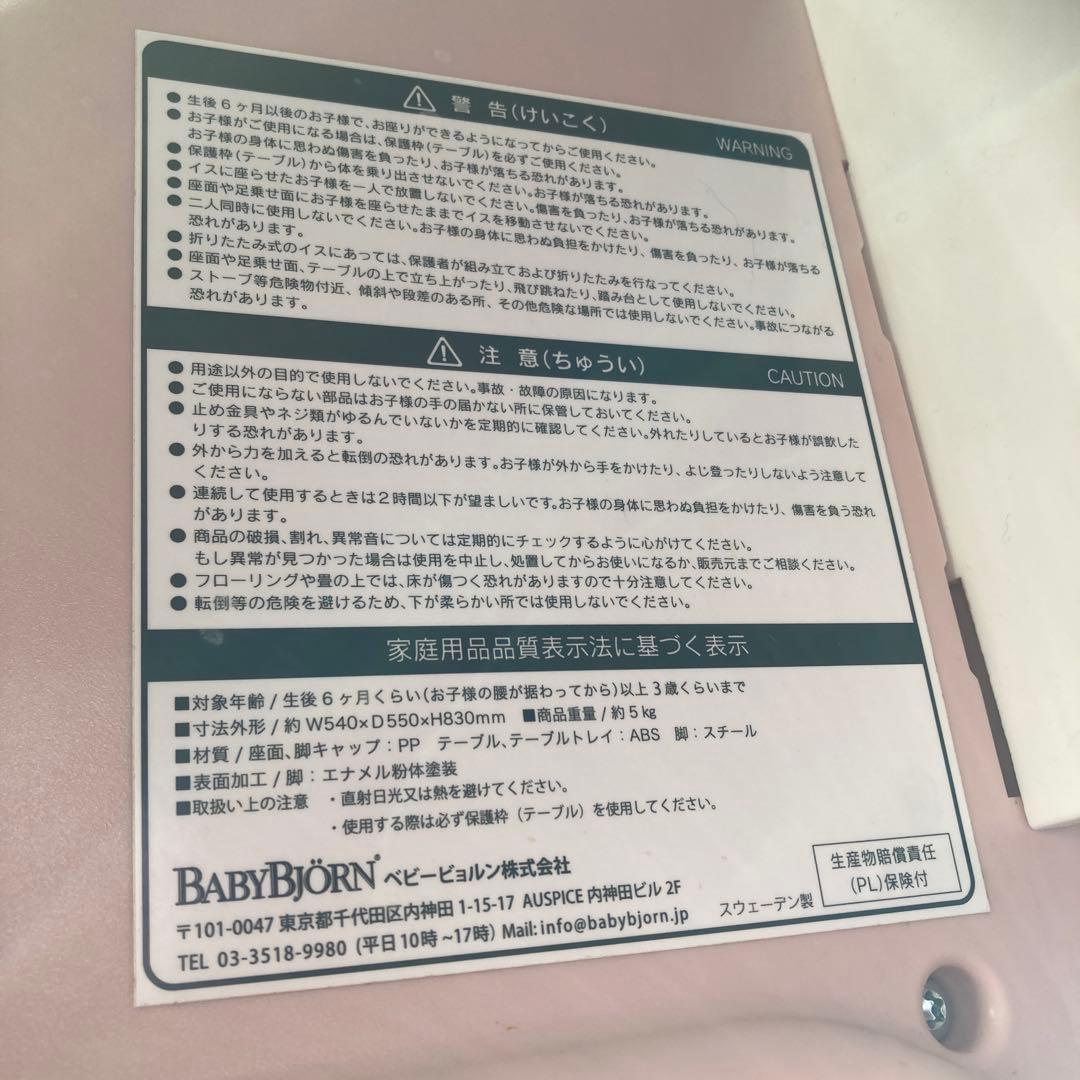 ⚠ 警 告(けいこく)
WARNING
● 生後6ヶ月以後のお子様で、お座りができるようになってからご使用ください。
● お子様がご使用になる場合は、保護枠(テーブル)を必ずご使用ください。
お子様の身体に思わぬ傷害を負ったり、お子様が落ちる恐れがあります。
● 保護枠(テーブル)から体を乗り出させないでください。お子様が落ちる恐れがあります。
● イスに座らせたお子様を一人で放置しないでください。傷害を負ったり、お子様が落ちる恐れがあります。
● 座面や足乗せ面にお子様を座らせたままでイスを移動させないでください。
● 二人同時に使用しないでください。お子様の身体に思わぬ負担をかけたり、傷害を負ったり、お子様が落ちる
恐れがあります。
● 折りたたみ式のイスにあっては、保護者が組み立ておよび折りたたみを行なってください。
● 座面や足乗せ面、テーブルの上で立ち上がったり、飛び跳ねたり、踏み台として使用しないでください。
● ストーブ等危険物付近、傾斜や段差のある所、その他危険な場所では使用しないでください。事故につながる
恐れがあります。
⚠ 注 意(ちゅうい)
CAUTION
● 用途以外の目的で使用しないでください。事故・故障の原因になります。
● ご使用にならない部品はお子様の手の届かない所に保管しておいてください。
● 止め金具やネジ類がゆるんでいないかを定期的に確認してください。外れたりしているとお子様が誤飲した
りする恐れがあります。
● 外から力を加えると転倒の恐れがあります。お子様が外から手をかけたり、よじ登ったりしないよう注意して
ください。
● 連続して使用するときは2時間以下が望ましいです。お子様の身体に思わぬ負担をかけたり、傷害を負う恐れ
があります。
● 商品の破損、割れ、異常音については定期的にチェックするように心がけてください。
もし異常が見つかった場合は使用を中止し、処置してからお使いになるか、販売元までご相談ください。
● フローリングや畳の上では、床が傷つく恐れがありますので十分注意してください。
● 転倒等の危険を避けるため、下が柔らかい所では使用しないでください。
家庭用品品質表示法に基づく表示
■対象年齢 / 生後6ヶ月くらい(お子様の腰が据わってから)以上3歳くらいまで
■寸法外形 / 約 W540×D550×H830mm ■商品重量 / 約5kg
■材質 / 座面、脚キャップ:PP テーブル、テーブルトレイ:ABS 脚:スチール
■表面加工 / 脚:エナメル粉体塗装
■取扱い上の注意 ・直射日光又は熱を避けてください。
・使用する際は必ず保護枠(テーブル)を使用してください。
BABYBJÖRN® ベビービョルン株式会社
〒101-0047 東京都千代田区内神田1-15-17 AUSPICE内神田ビル2F
TEL 03-3518-9980 (平日10時~17時) Mail: info@babybjorn.jp
スウェーデン製
生産物賠償責任
(PL)保険付